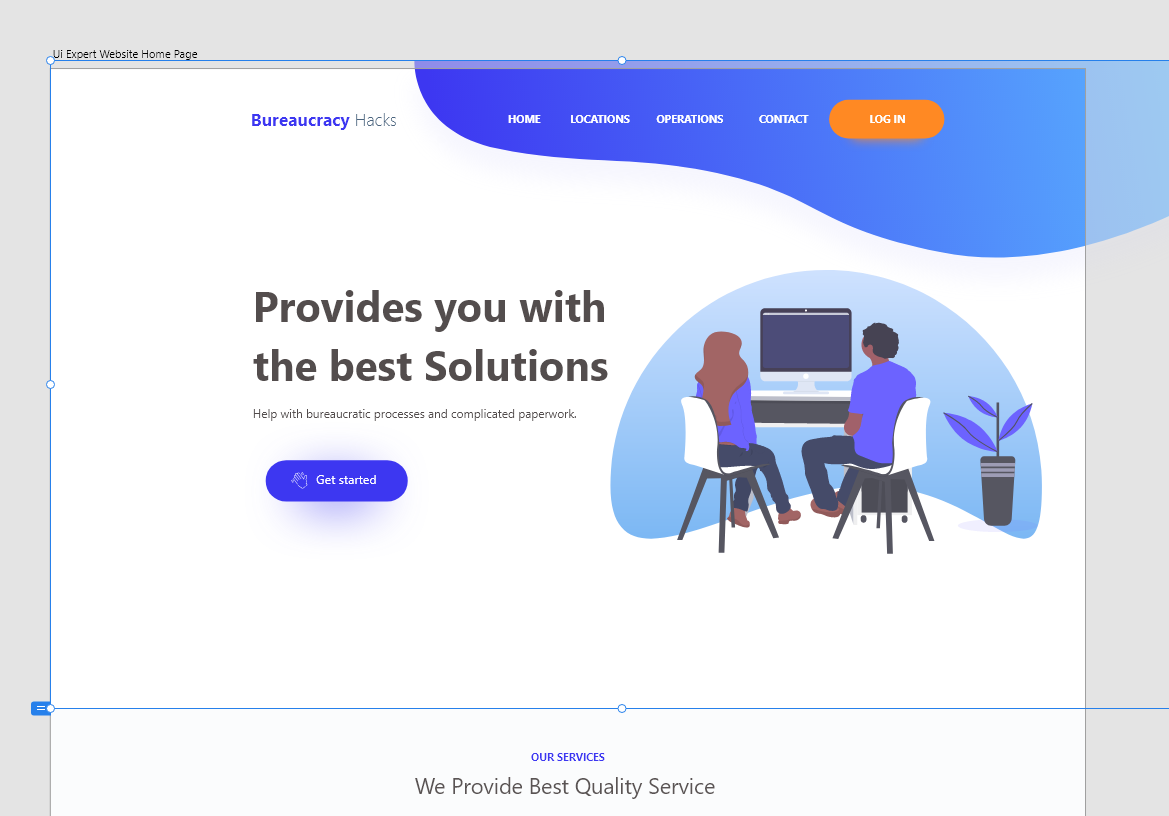 Ui Expert Website Home Page
Bureaucracy Hacks
HOME LOCATIONS OPERATIONS CONTACT LOG IN
Provides you with
the best Solutions
Help with bureaucratic processes and complicated paperwork.
Get started
OUR SERVICES
We Provide Best Quality Service